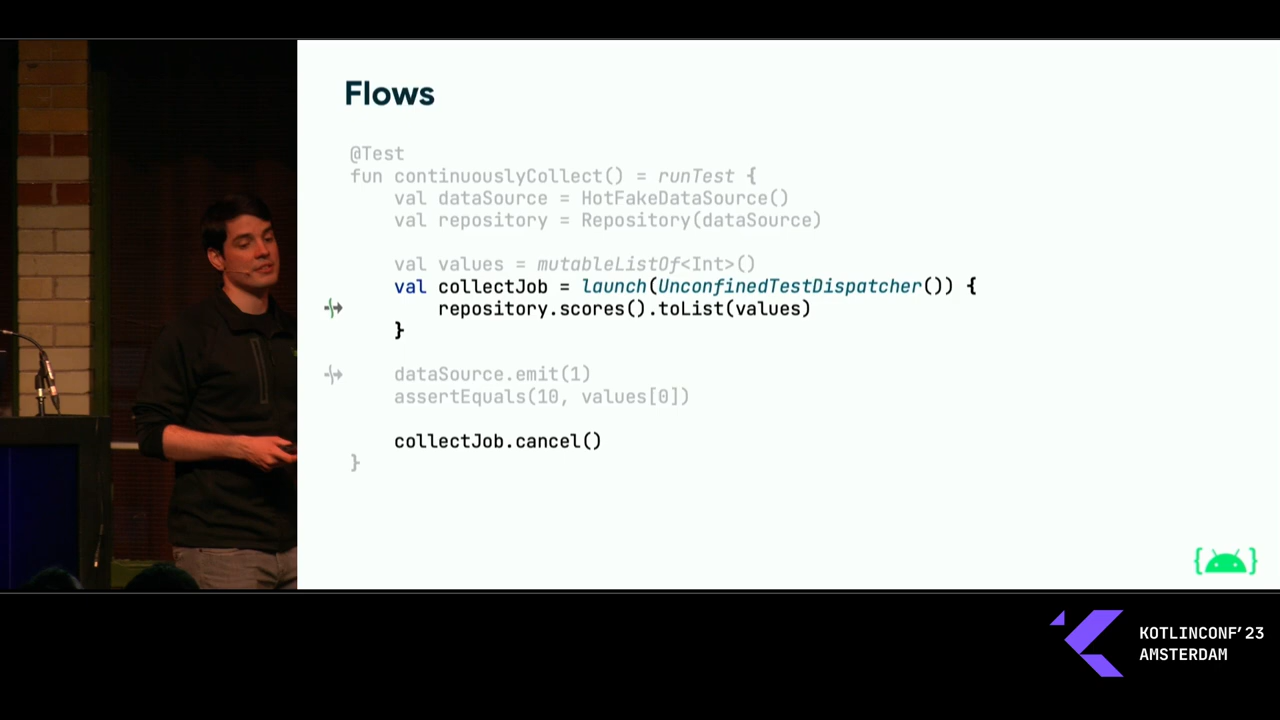 Flows
@Test
fun continuouslyCollect() = runTest {
    val dataSource = HotFakeDataSource()
    val repository = Repository(dataSource)
    val values = mutableListOf<Int>()
    val collectJob = launch(UnconfinedTestDispatcher()) {
        repository.scores().toList(values)
    }
    dataSource.emit(1)
    assertEquals(10, values[0])
    collectJob.cancel()
}
KOTLINCONF'23
AMSTERDAM